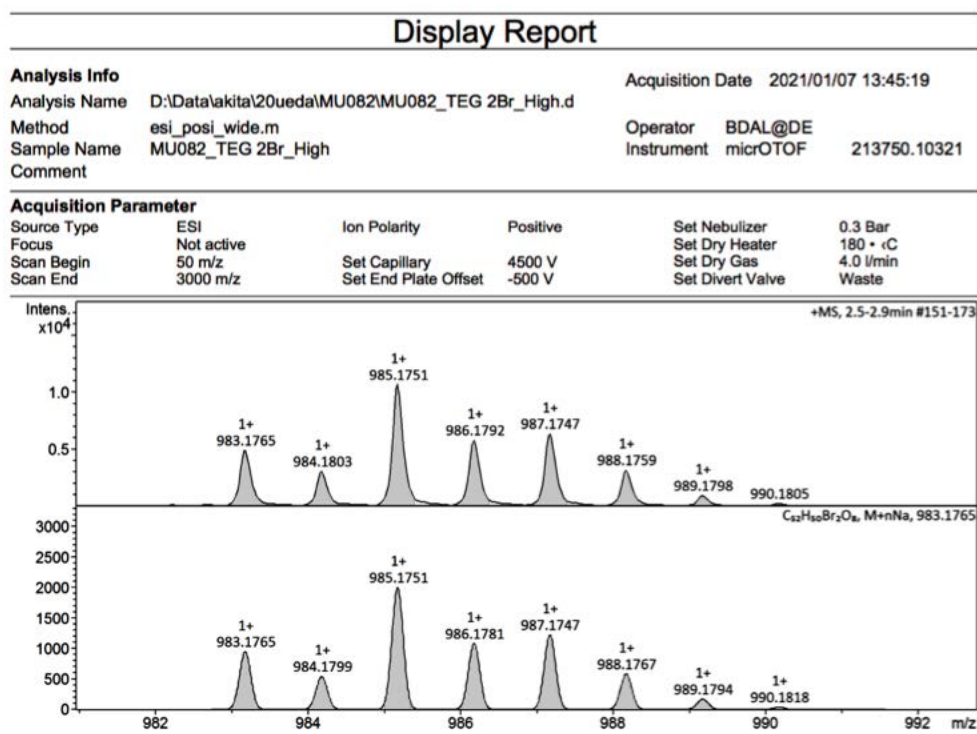 Display Report
Analysis Info
Acquisition Date 2021/01/07 13:45:19
Analysis Name D:\Data\akita\20ueda\MU082\MU082_TEG 2Br_High.d
Method esi_posi_wide.m Operator BDAL@DE
Sample Name MU082_TEG 2Br_High Instrument micrOTOF 213750.10321
Comment
Acquisition Parameter
Source Type ESI Ion Polarity Positive Set Nebulizer 0.3 Bar
Focus Not active Set Dry Heater 180 • ‹C
Scan Begin 50 m/z Set Capillary 4500 V Set Dry Gas 4.0 l/min
Scan End 3000 m/z Set End Plate Offset -500 V Set Divert Valve Waste
Intens.
x10⁴
+MS, 2.5-2.9min #151-173
1+
985.1751
1.0
1+
987.1747
1+
986.1792
1+
983.1765
0.5
1+
984.1803
1+
988.1759
1+
989.1798
990.1805
C₅₂H₅₀Br₂O₈, M+nNa, 983.1765
3000
2500
1+
985.1751
2000
1500
1+
987.1747
1+
986.1781
1+
983.1765
1000
1+
984.1799
1+
988.1767
500
1+
989.1794
1+
990.1818
0
982 984 986 988 990 992 m/z